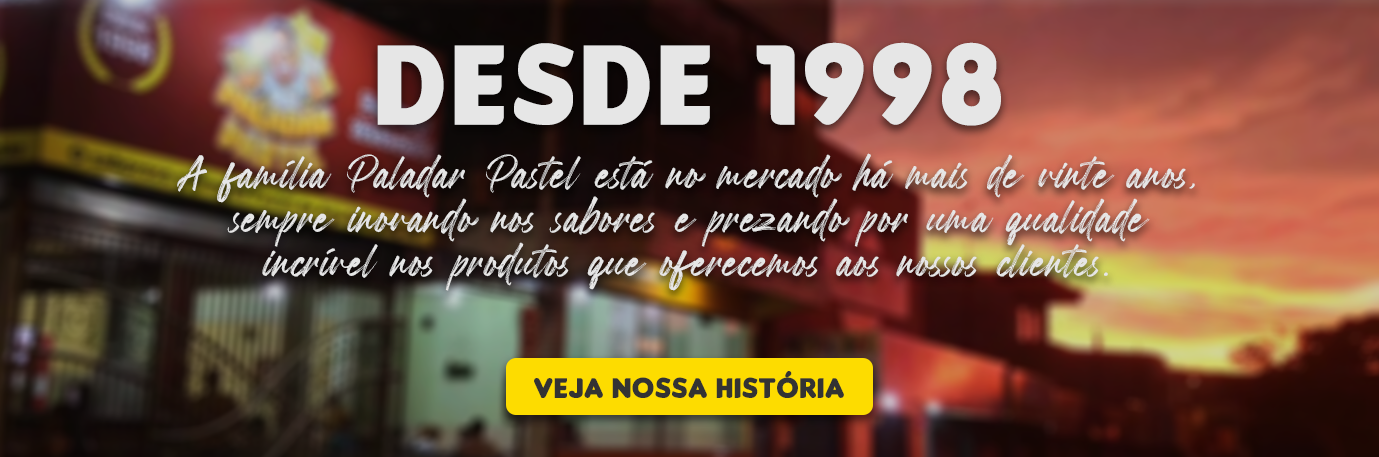 DESDE 1998
A família Paladar Pastel está no mercado há mais de vinte anos,
sempre inovando nos sabores e prezando por uma qualidade
incrível nos produtos que oferecemos aos nossos clientes.
VEJA NOSSA HISTÓRIA